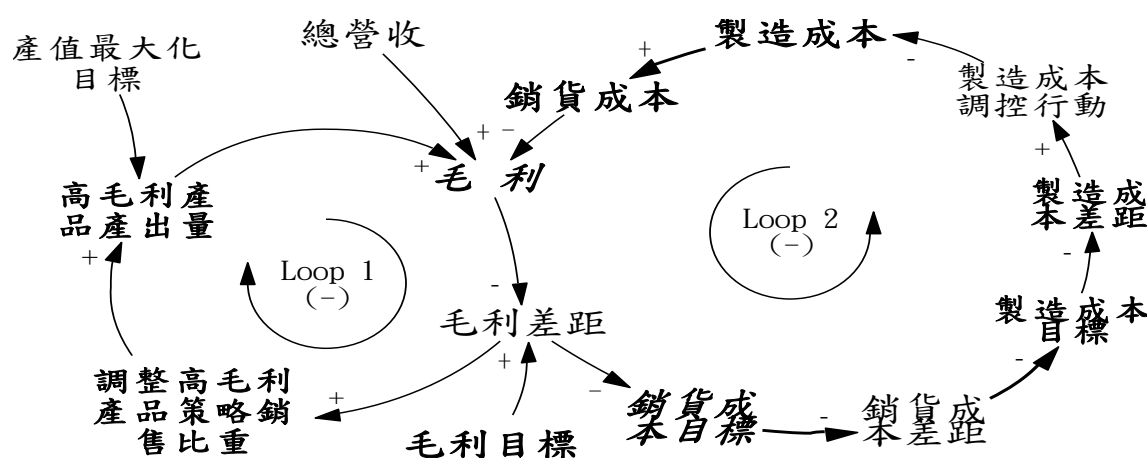 總營收
產值最大化
目標
製造成本
+
銷貨成本
-
製造成本
調控行動
+
-
+
毛 利
+
高毛利產
品產出量
製造成
本差距
Loop 2
(-)
+
-
Loop 1
(-)
-
毛利差距
製造成本
目標
-
+
-
+
調整高毛利
產品策略銷
售比重
銷貨成
本目標
-
銷貨成
本差距
毛利目標